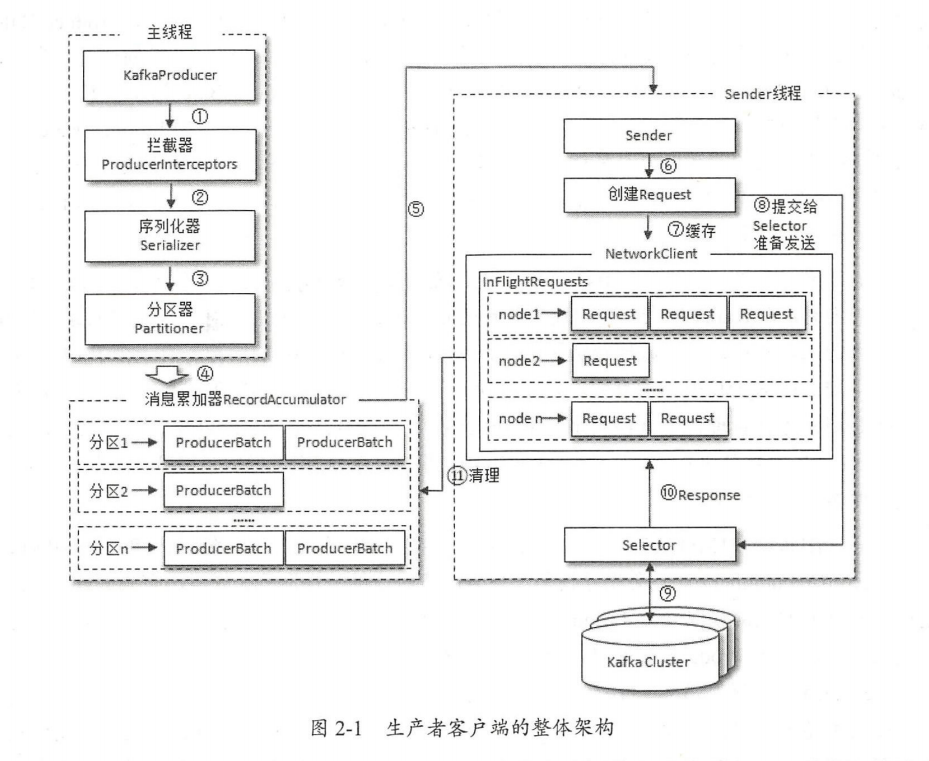 主线程
KafkaProducer
①
拦截器
ProducerInterceptors
②
序列化器
Serializer
③
分区器
Partitioner
④
消息累加器RecordAccumulator
分区1
ProducerBatch
ProducerBatch
分区2
ProducerBatch
······
分区n
ProducerBatch
ProducerBatch
⑤
Sender线程
Sender
⑥
创建Request
⑦缓存
⑧提交给
Selector
准备发送
NetworkClient
InFlightRequests
node1
Request
Request
Request
node2
Request
······
node n
Request
Request
⑪清理
⑩Response
Selector
⑨
Kafka Cluster
图 2-1 生产者客户端的整体架构